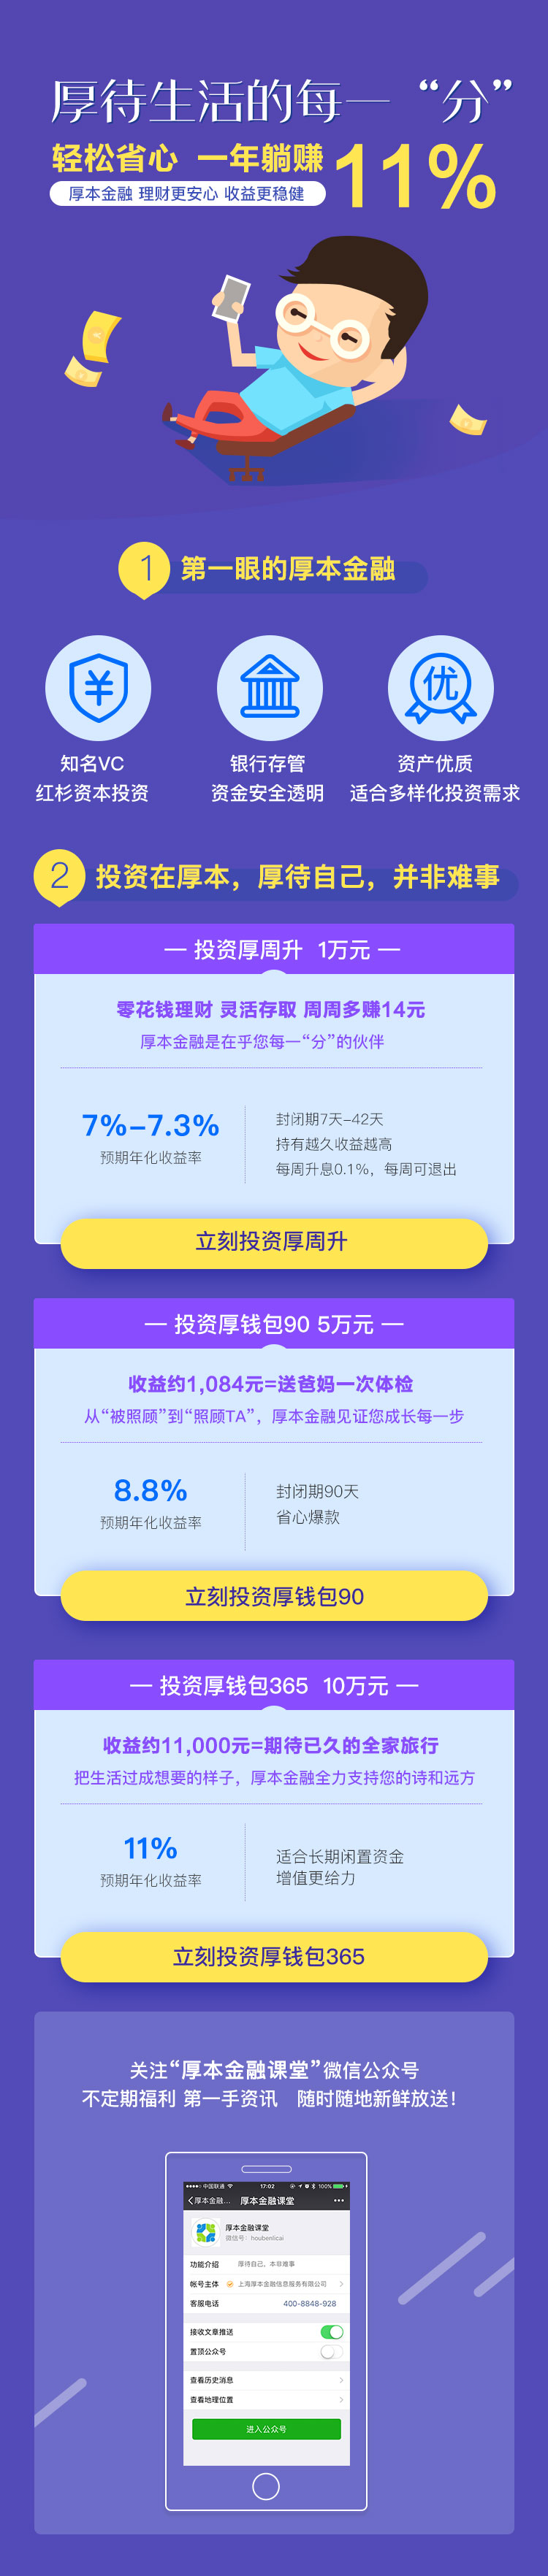 厚待生活的每一“分”
轻松省心 一年躺赚11%
厚本金融 理财更安心 收益更稳健
1 第一眼的厚本金融
¥
优
知名VC
红杉资本投资
银行存管
资金安全透明
资产优质
适合多样化投资需求
2 投资在厚本，厚待自己，并非难事
— 投资厚周升 1万元 —
零花钱理财 灵活存取 周周多赚14元
厚本金融是在乎您每一“分”的伙伴
7%-7.3%
预期年化收益率
封闭期7天-42天
持有越久收益越高
每周升息0.1%，每周可退出
立刻投资厚周升
— 投资厚钱包90 5万元 —
收益约1,084元=送爸妈一次体检
从“被照顾”到“照顾TA”，厚本金融见证您成长每一步
8.8%
预期年化收益率
封闭期90天
省心爆款
立刻投资厚钱包90
— 投资厚钱包365 10万元 —
收益约11,000元=期待已久的全家旅行
把生活过成想要的样子，厚本金融全力支持您的诗和远方
11%
预期年化收益率
适合长期闲置资金
增值更给力
立刻投资厚钱包365
关注“厚本金融课堂”微信公众号
不定期福利 第一手资讯 随时随地新鲜放送！
中国联通 17:02 100%
厚本金融... 厚本金融课堂 •••
厚本金融课堂
微信号：houbenlicai
功能介绍 厚待自己，本非难事
帐号主体 上海厚本金融信息服务有限公司
客服电话 400-8848-928
接收文章推送
置顶公众号
查看历史消息
查看地理位置
进入公众号